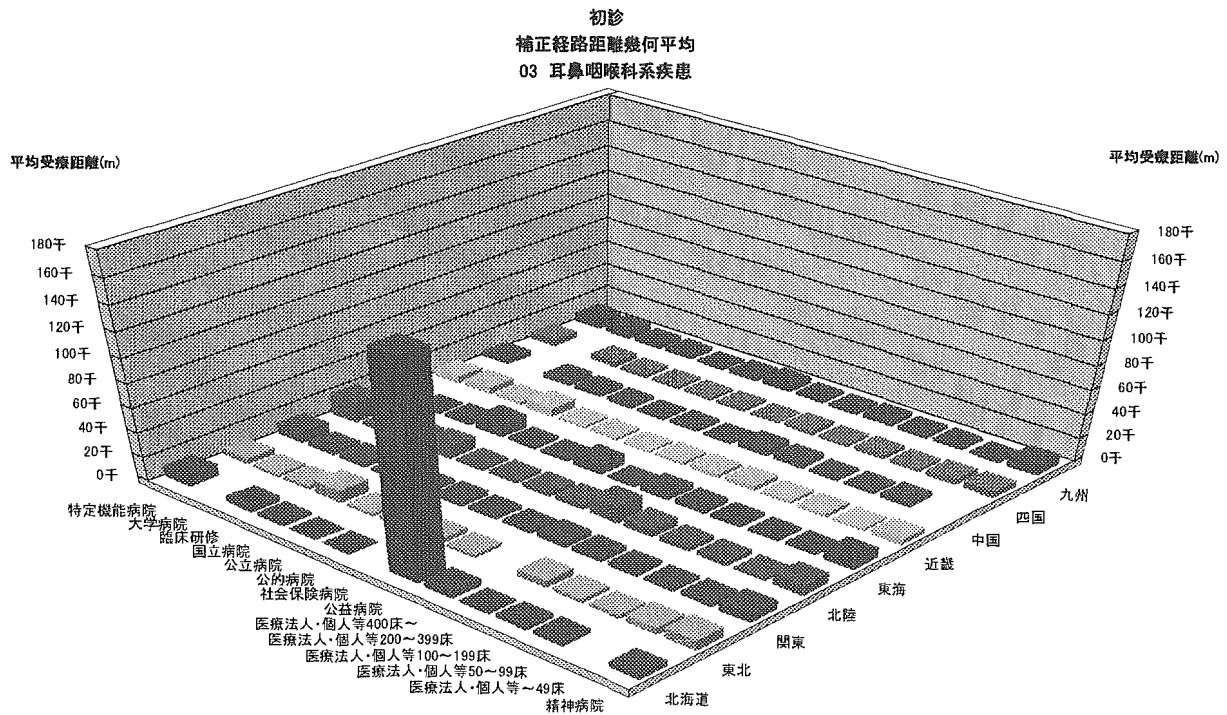 初診
補正経路距離幾何平均
03 耳鼻咽喉科系疾患
平均受療距離(m)
平均受療距離(m)
180千
160千
140千
120千
100千
80千
60千
40千
20千
0千
180千
160千
140千
120千
100千
80千
60千
40千
20千
0千
特定機能病院
大学病院
臨床研修
国立病院
公立病院
公的病院
社会保険病院
公益病院
医療法人・個人等400床～
医療法人・個人等200～399床
医療法人・個人等100～199床
医療法人・個人等50～99床
医療法人・個人等～49床
精神病院
北海道
東北
関東
北陸
東海
近畿
中国
四国
九州